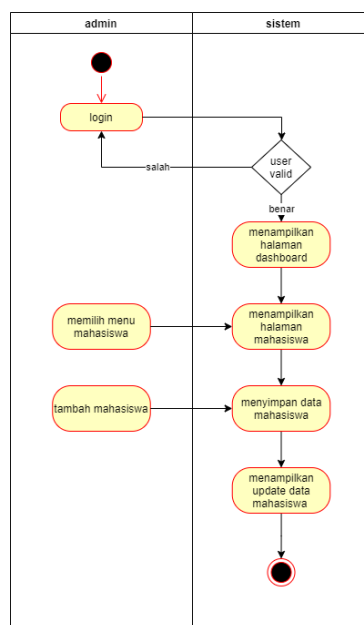 admin
sistem
login
user
valid
salah
benar
menampilkan
halaman
dashboard
memilih menu
mahasiswa
menampilkan
halaman
mahasiswa
tambah mahasiswa
menyimpan data
mahasiswa
menampilkan
update data
mahasiswa